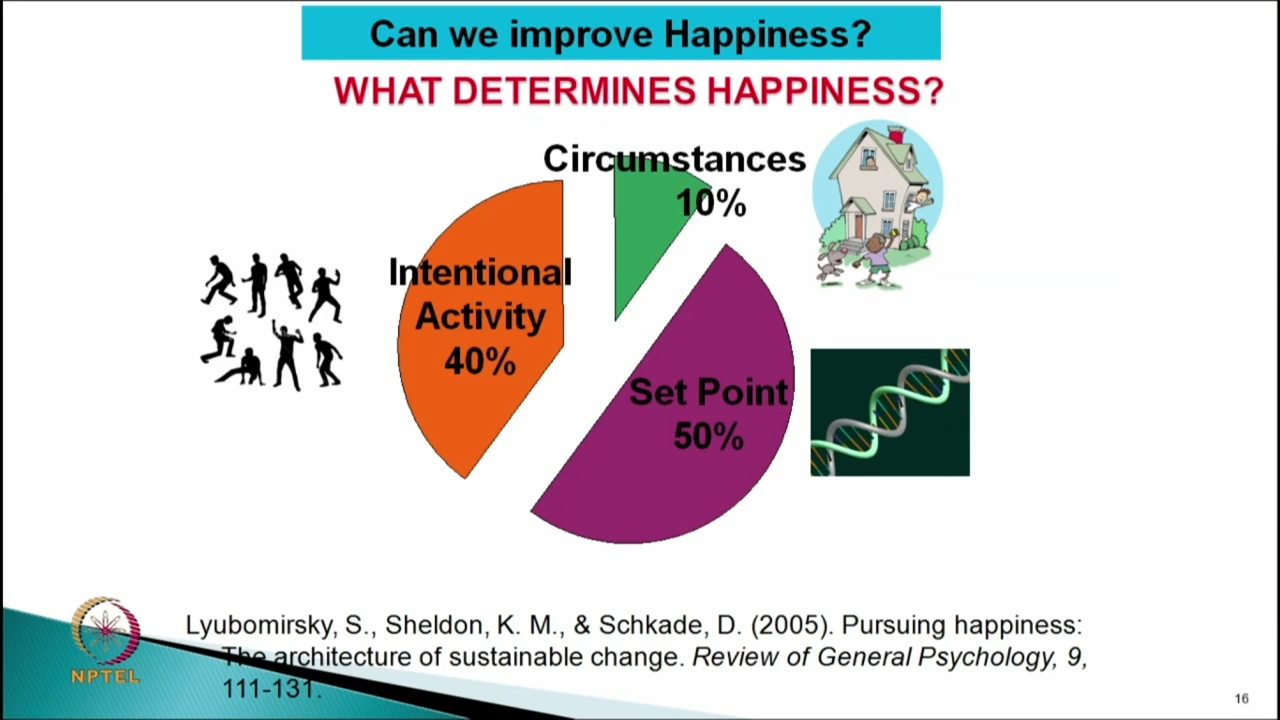 Can we improve Happiness?
WHAT DETERMINES HAPPINESS?
Circumstances
10%
Intentional
Activity
40%
Set Point
50%
Lyubomirsky, S., Sheldon, K. M., & Schkade, D. (2005). Pursuing happiness:
The architecture of sustainable change. Review of General Psychology, 9,
111-131.
NPTEL
16